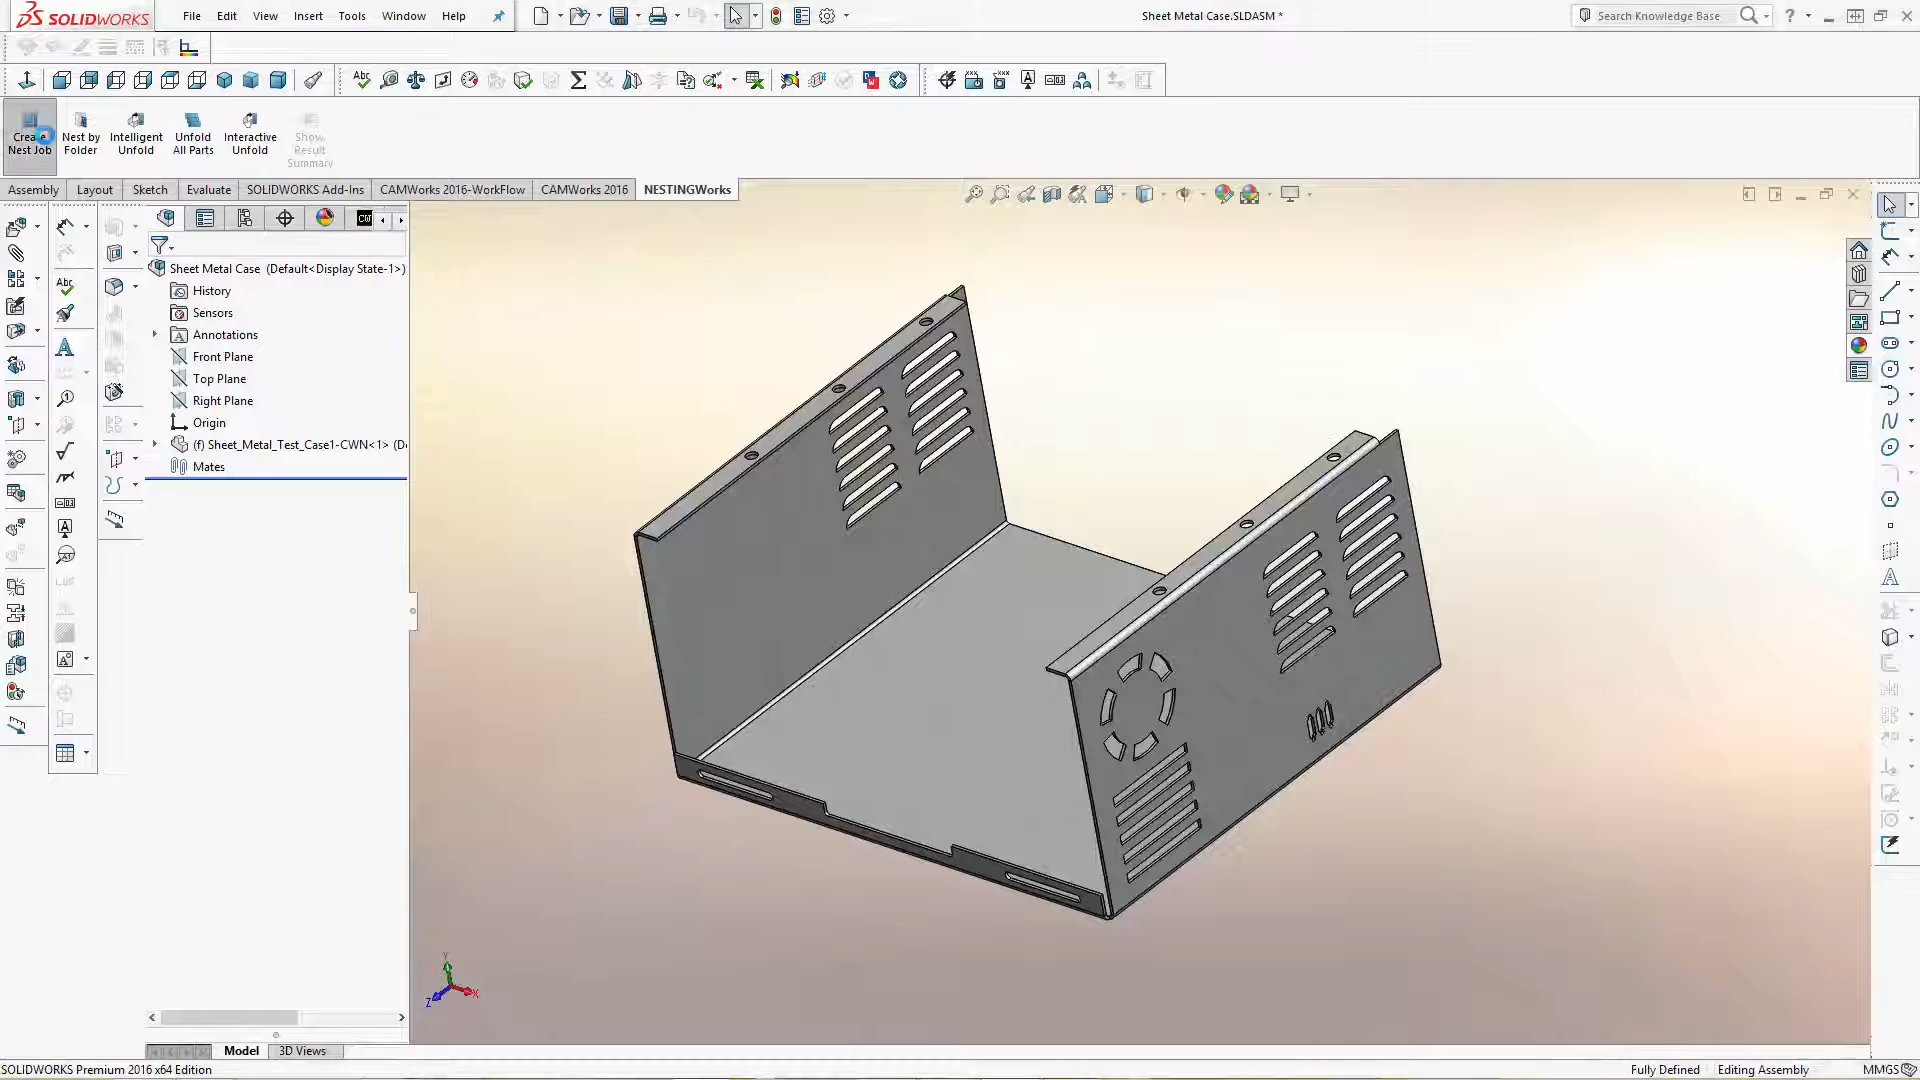 SOLIDWORKS File Edit View Insert Tools Window Help Sheet Metal Case.SLDASM * Search Knowledge Base ?
Create Nest Job
Nest by Folder
Intelligent Unfold
Unfold All Parts
Interactive Unfold
Show Result Summary
Assembly Layout Sketch Evaluate SOLIDWORKS Add-Ins CAMWorks 2016-WorkFlow CAMWorks 2016 NESTINGWorks
Sheet Metal Case (Default<Display State-1>)
History
Sensors
Annotations
Front Plane
Top Plane
Right Plane
Origin
(f) Sheet_Metal_Test_Case1-CWN<1> (De
Mates
Y
X
Z
Model 3D Views
SOLIDWORKS Premium 2016 x64 Edition Fully Defined Editing Assembly MMGS